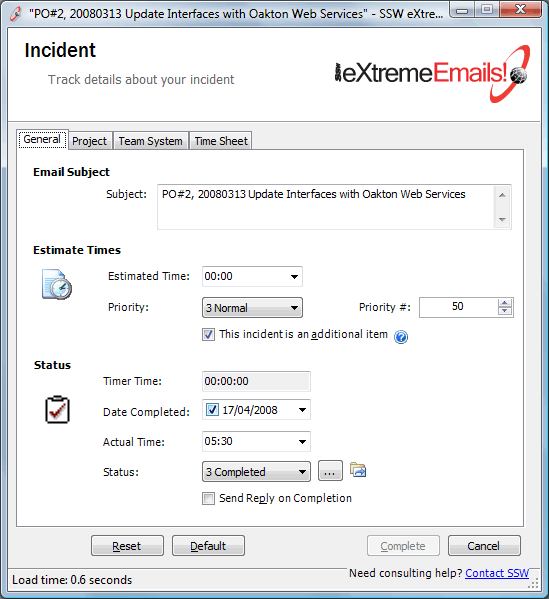 "PO#2, 20080313 Update Interfaces with Oakton Web Services" - SSW eXtre...
Incident
Track details about your incident
eXtremeEmails!
General Project Team System Time Sheet
Email Subject
Subject: PO#2, 20080313 Update Interfaces with Oakton Web Services
Estimate Times
Estimated Time: 00:00
Priority: 3 Normal Priority #: 50
This incident is an additional item
Status
Timer Time: 00:00:00
Date Completed: 17/04/2008
Actual Time: 05:30
Status: 3 Completed ...
Send Reply on Completion
Reset Default Complete Cancel
Need consulting help? Contact SSW
Load time: 0.6 seconds